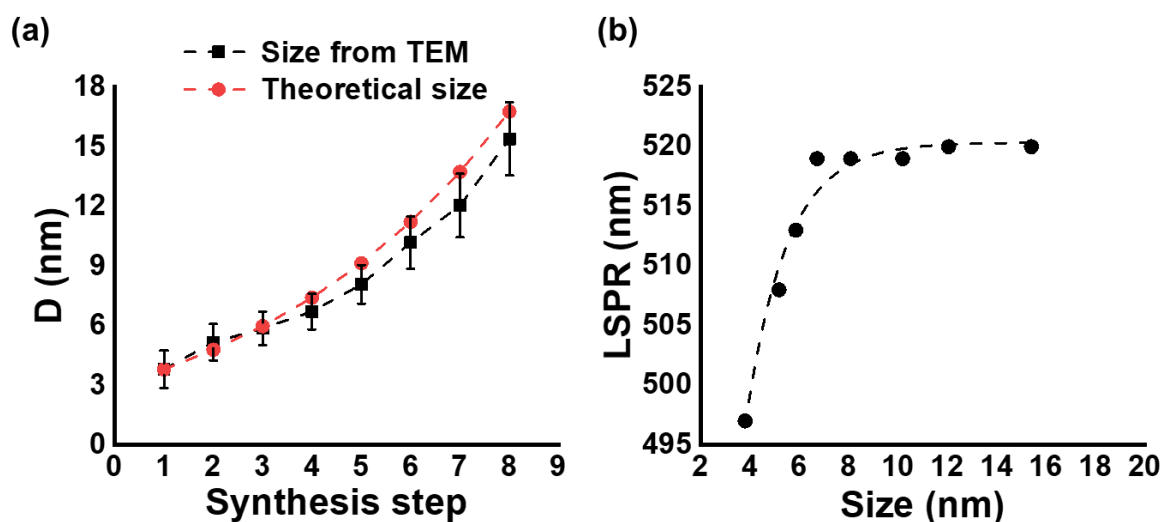 (a)
Size from TEM
Theoretical size
18
15
12
9
6
3
0
D (nm)
0 1 2 3 4 5 6 7 8 9
Synthesis step
(b)
525
520
515
510
505
500
495
LSPR (nm)
2 4 6 8 10 12 14 16 18 20
Size (nm)